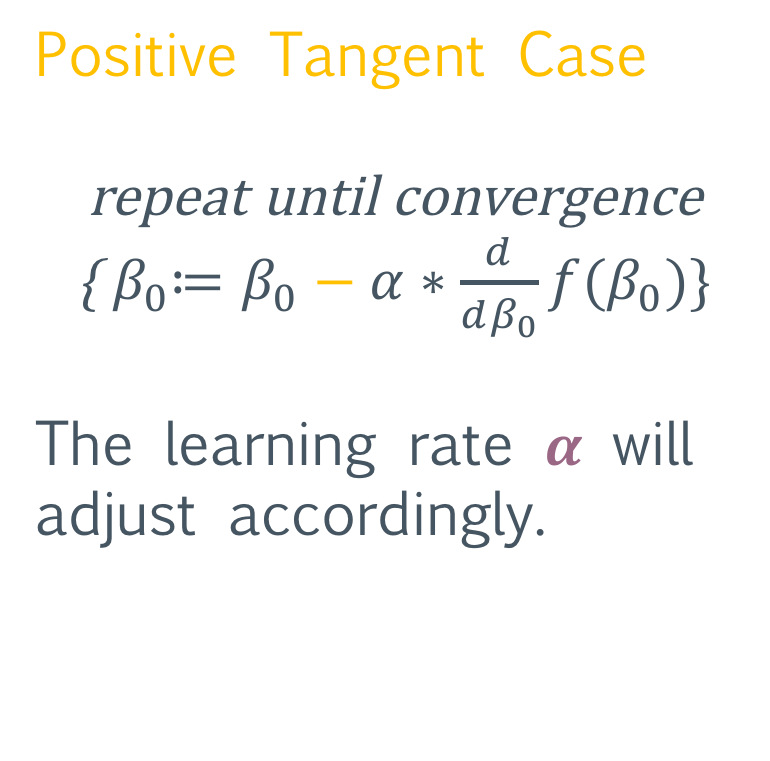 Positive Tangent Case
repeat until convergence
{β₀≔ β₀ − α * d/dβ₀ f(β₀)}
The learning rate α will
adjust accordingly.